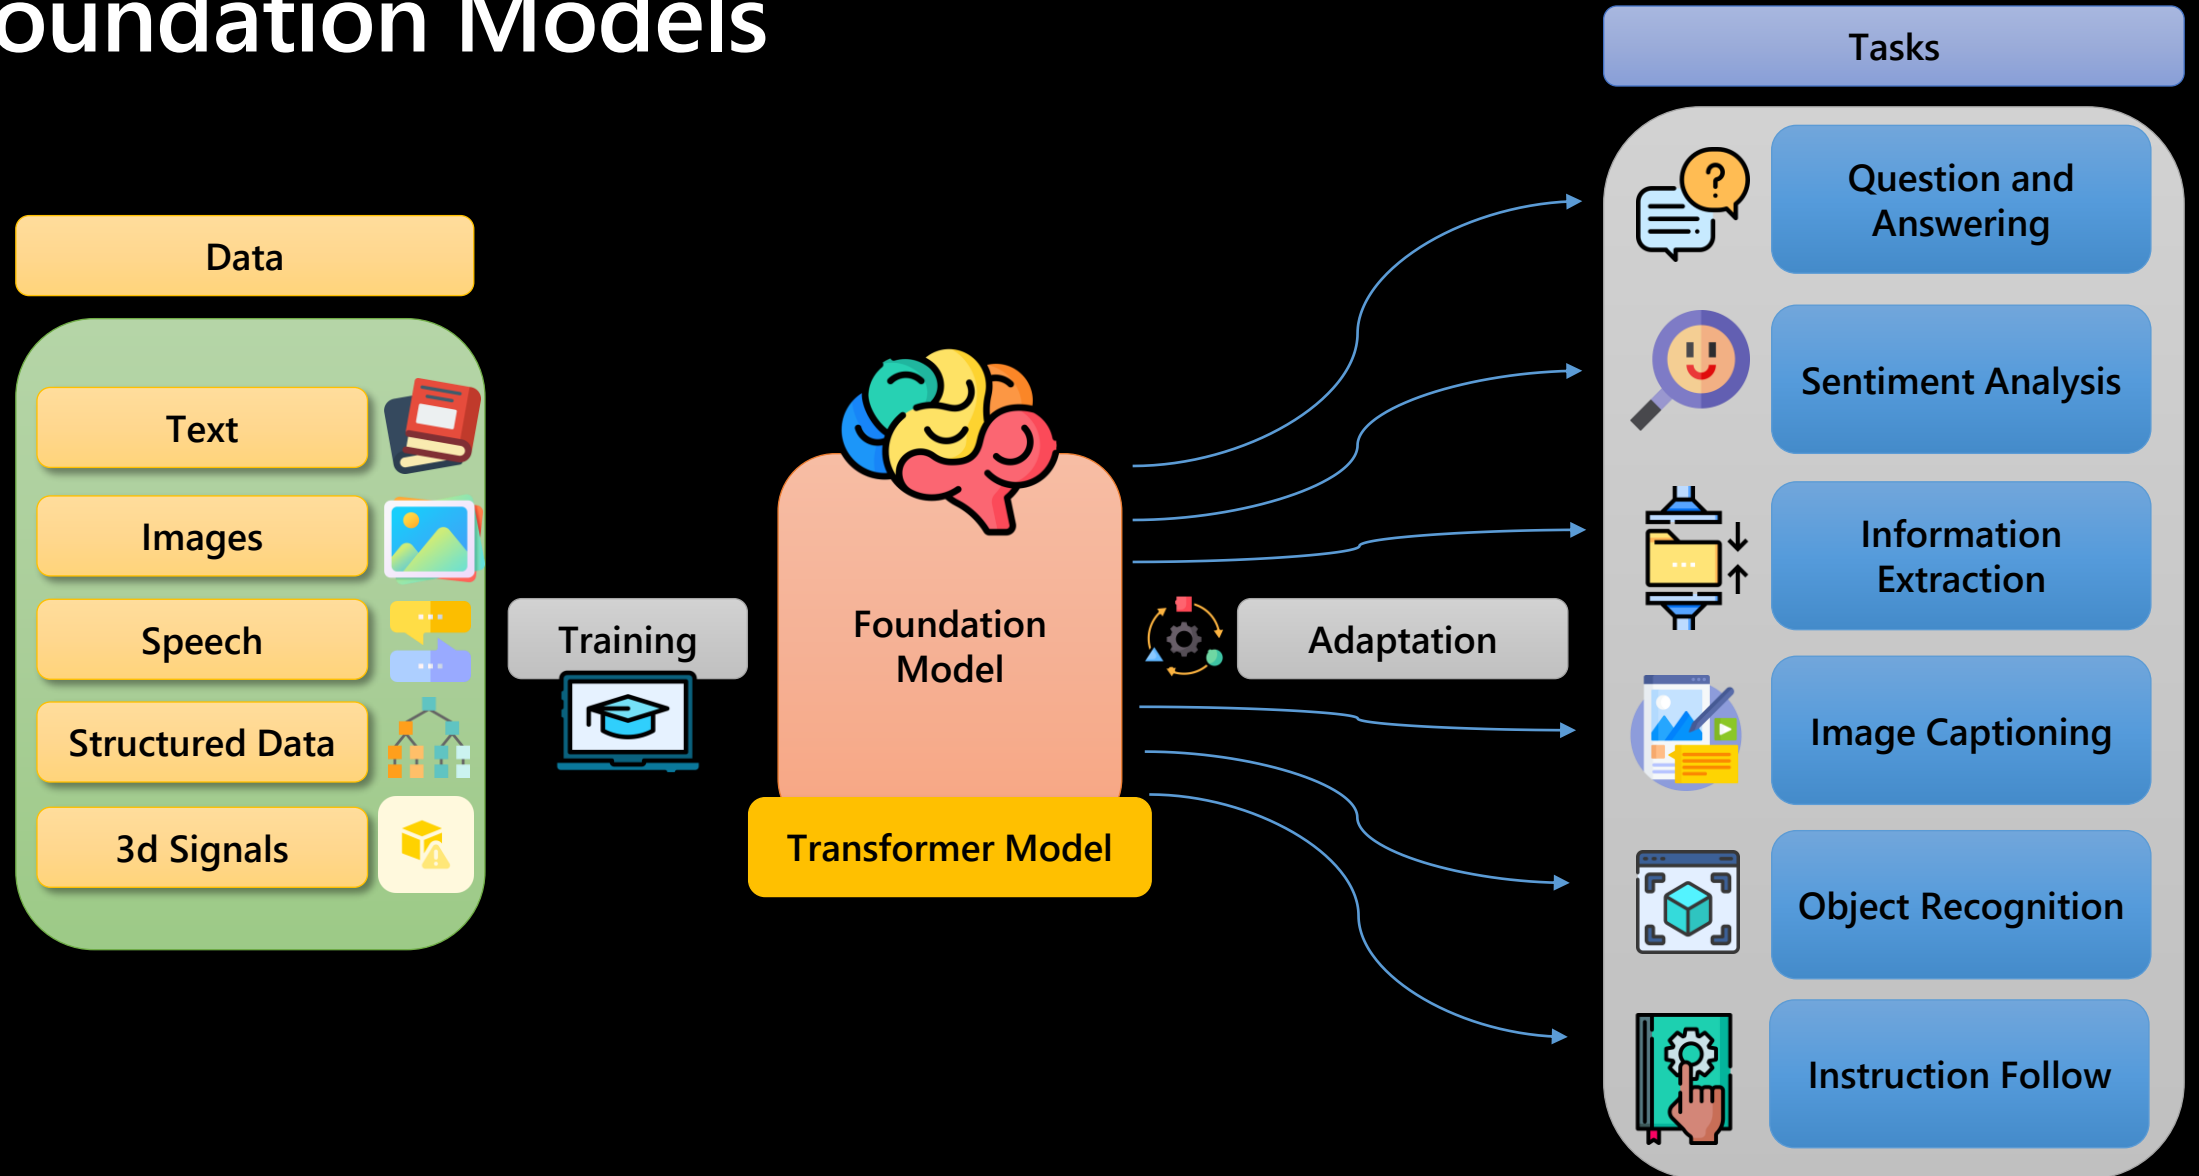 oundation Models
Tasks
Data
Text
Images
Speech
Structured Data
3d Signals
Training
Foundation
Model
Transformer Model
Adaptation
Question and
Answering
Sentiment Analysis
Information
Extraction
Image Captioning
Object Recognition
Instruction Follow